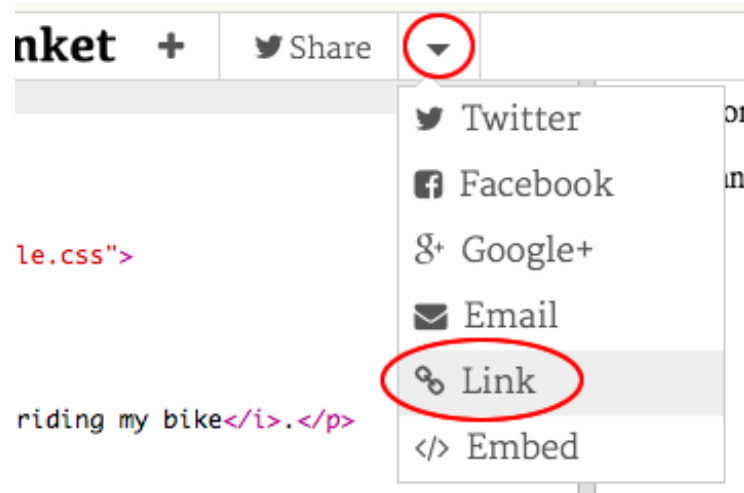 nket + Share
Twitter
Facebook
g+ Google+
le.css">
Email
Link
riding my bike</i>.</p>
</> Embed